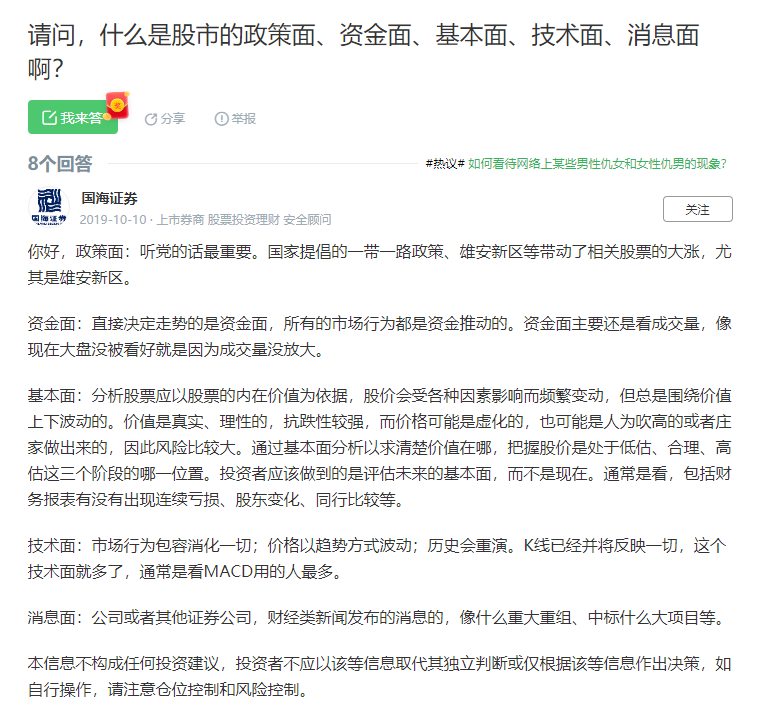 请问，什么是股市的政策面、资金面、基本面、技术面、消息面
啊？
我来答
奖
分享
举报
8个回答
#热议# 如何看待网络上某些男性仇女和女性仇男的现象？
国海证券
国海证券
2019-10-10 · 上市券商 股票投资理财 安全顾问
关注
你好，政策面：听党的话最重要。国家提倡的一带一路政策、雄安新区等带动了相关股票的大涨，尤
其是雄安新区。
资金面：直接决定走势的是资金面，所有的市场行为都是资金推动的。资金面主要还是看成交量，像
现在大盘没被看好就是因为成交量没放大。
基本面：分析股票应以股票的内在价值为依据，股价会受各种因素影响而频繁变动，但总是围绕价值
上下波动的。价值是真实、理性的，抗跌性较强，而价格可能是虚化的，也可能是人为吹高的或者庄
家做出来的，因此风险比较大。通过基本面分析以求清楚价值在哪，把握股价是处于低估、合理、高
估这三个阶段的哪一位置。投资者应该做到的是评估未来的基本面，而不是现在。通常是看，包括财
务报表有没有出现连续亏损、股东变化、同行比较等。
技术面：市场行为包容消化一切；价格以趋势方式波动；历史会重演。K线已经并将反映一切，这个
技术面就多了，通常是看MACD用的人最多。
消息面：公司或者其他证券公司，财经类新闻发布的消息的，像什么重大重组、中标什么大项目等。
本信息不构成任何投资建议，投资者不应以该等信息取代其独立判断或仅根据该等信息作出决策，如
自行操作，请注意仓位控制和风险控制。